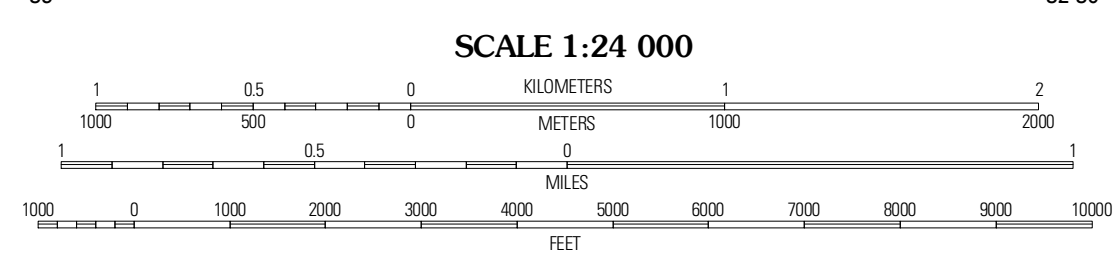 SCALE 1:24 000
1 0.5 0 KILOMETERS 1 2
1000 500 0 METERS 1000 2000
1 0.5 0 1
MILES
1000 0 1000 2000 3000 4000 5000 6000 7000 8000 9000 10000
FEET